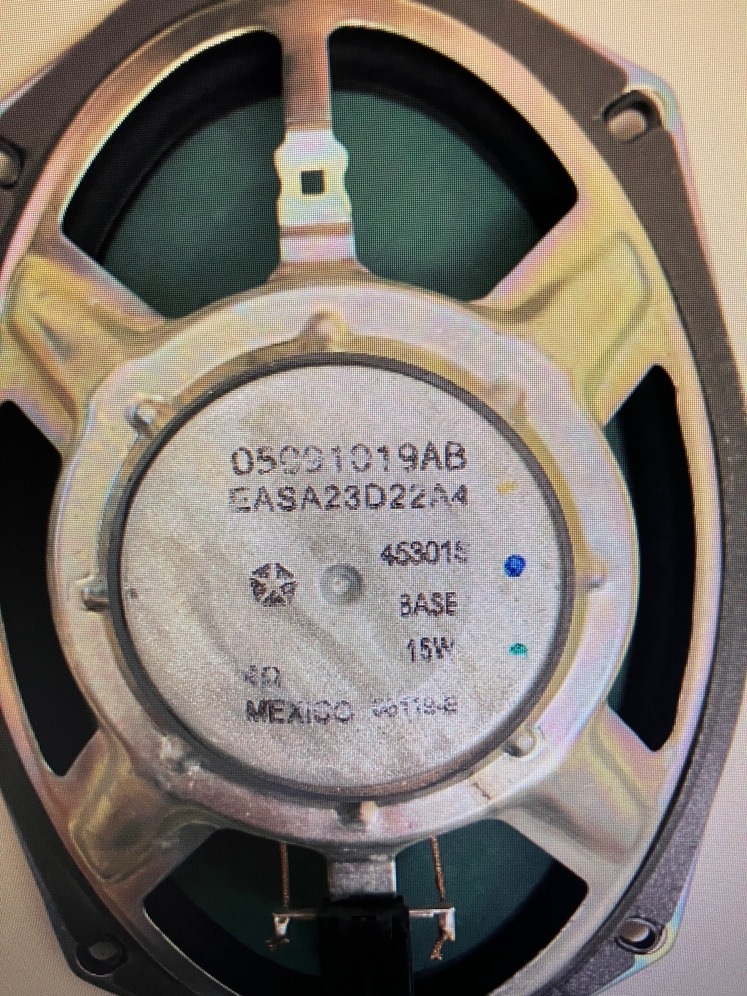 05091019AB
EASA23D22A4
453015
BASE
15W
4Ω
MEXICO